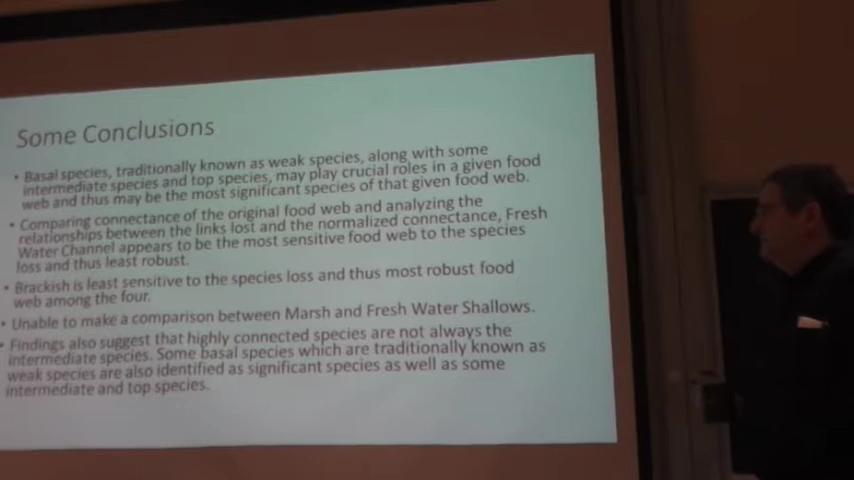 Some Conclusions
• Basal species, traditionally known as weak species, along with some
intermediate species and top species, may play crucial roles in a given food
web and thus may be the most significant species of that given food web.
• Comparing connectance of the original food web and analyzing the
relationships between the links lost and the normalized connectance, Fresh
Water Channel appears to be the most sensitive food web to the species
loss and thus least robust.
• Brackish is least sensitive to the species loss and thus most robust food
web among the four.
• Unable to make a comparison between Marsh and Fresh Water Shallows.
• Findings also suggest that highly connected species are not always the
intermediate species. Some basal species which are traditionally known as
weak species are also identified as significant species as well as some
intermediate and top species.